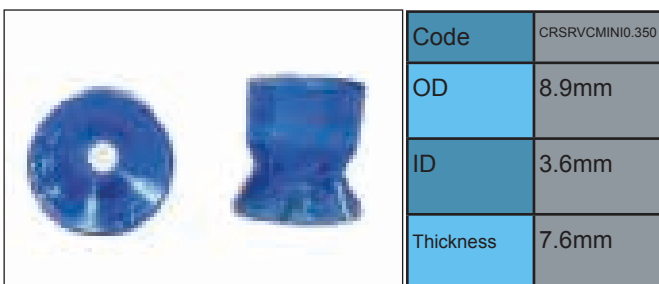 Code CRSRVCMINI0.350
OD 8.9mm
ID 3.6mm
Thickness 7.6mm